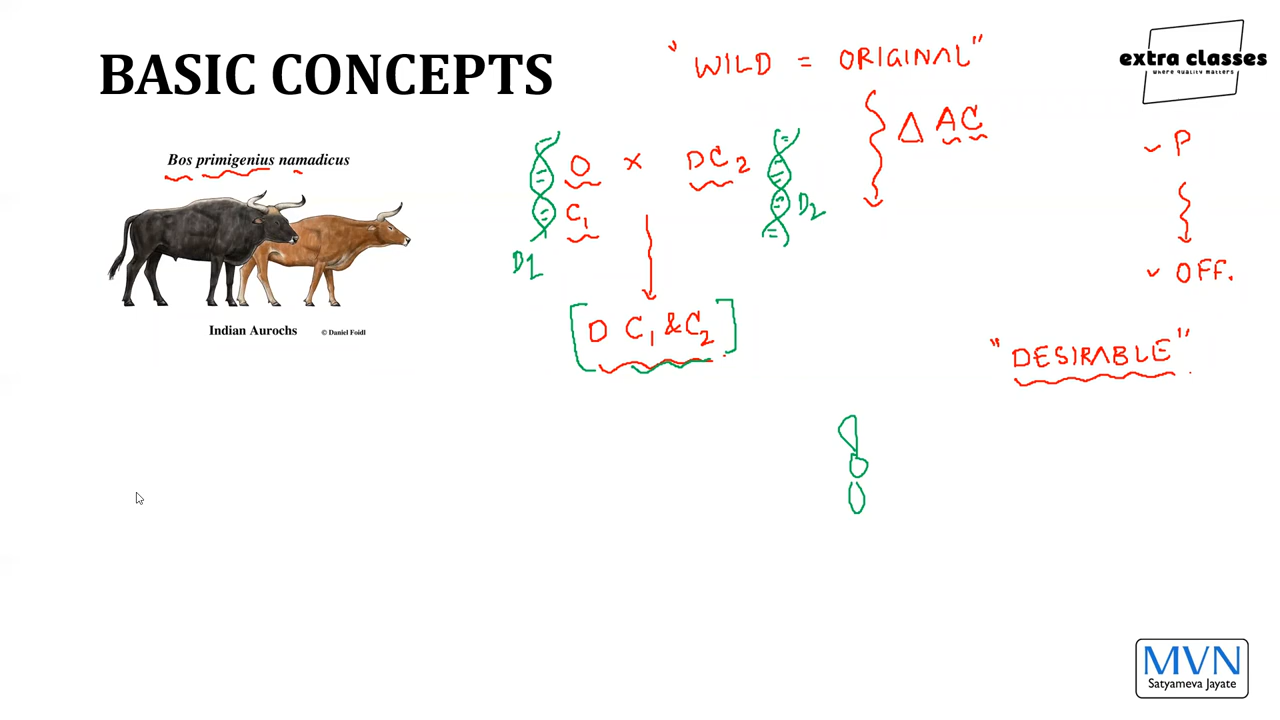 BASIC CONCEPTS
"WILD = ORIGINAL"
extra classes
where quality matters
Δ AC
P
OFF.
Bos primigenius namadicus
O × DC2
C1
D1
D2
D C1 & C2
Indian Aurochs © Daniel Foidl
"DESIRABLE"
MVN
Satyameva Jayate